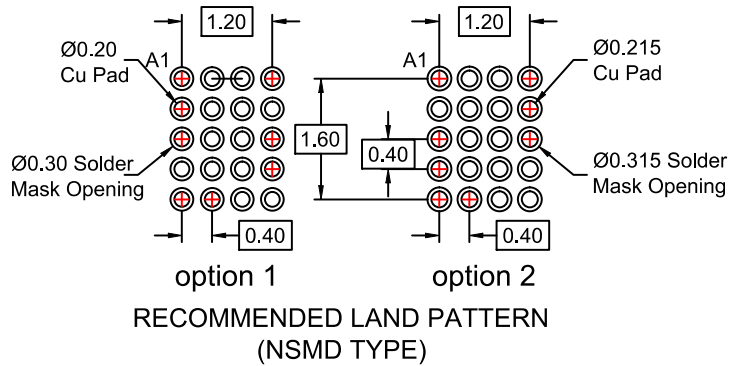 1.20
1.20
Ø0.20
Cu Pad
A1
A1
Ø0.215
Cu Pad
1.60
0.40
Ø0.30 Solder
Mask Opening
Ø0.315 Solder
Mask Opening
0.40
0.40
option 1
option 2
RECOMMENDED LAND PATTERN
(NSMD TYPE)